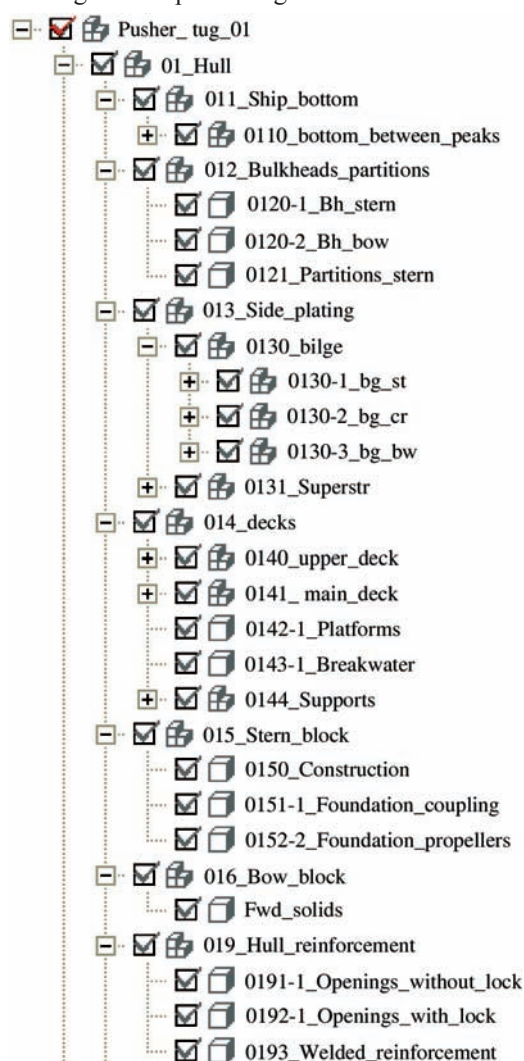 Pusher_ tug_01
01_Hull
011_Ship_bottom
0110_bottom_between_peaks
012_Bulkheads_partitions
0120-1_Bh_stern
0120-2_Bh_bow
0121_Partitions_stern
013_Side_plating
0130_bilge
0130-1_bg_st
0130-2_bg_cr
0130-3_bg_bw
0131_Superstr
014_decks
0140_upper_deck
0141_ main_deck
0142-1_Platforms
0143-1_Breakwater
0144_Supports
015_Stern_block
0150_Construction
0151-1_Foundation_coupling
0152-2_Foundation_propellers
016_Bow_block
Fwd_solids
019_Hull_reinforcement
0191-1_Openings_without_lock
0192-1_Openings_with_lock
0193_Welded_reinforcement